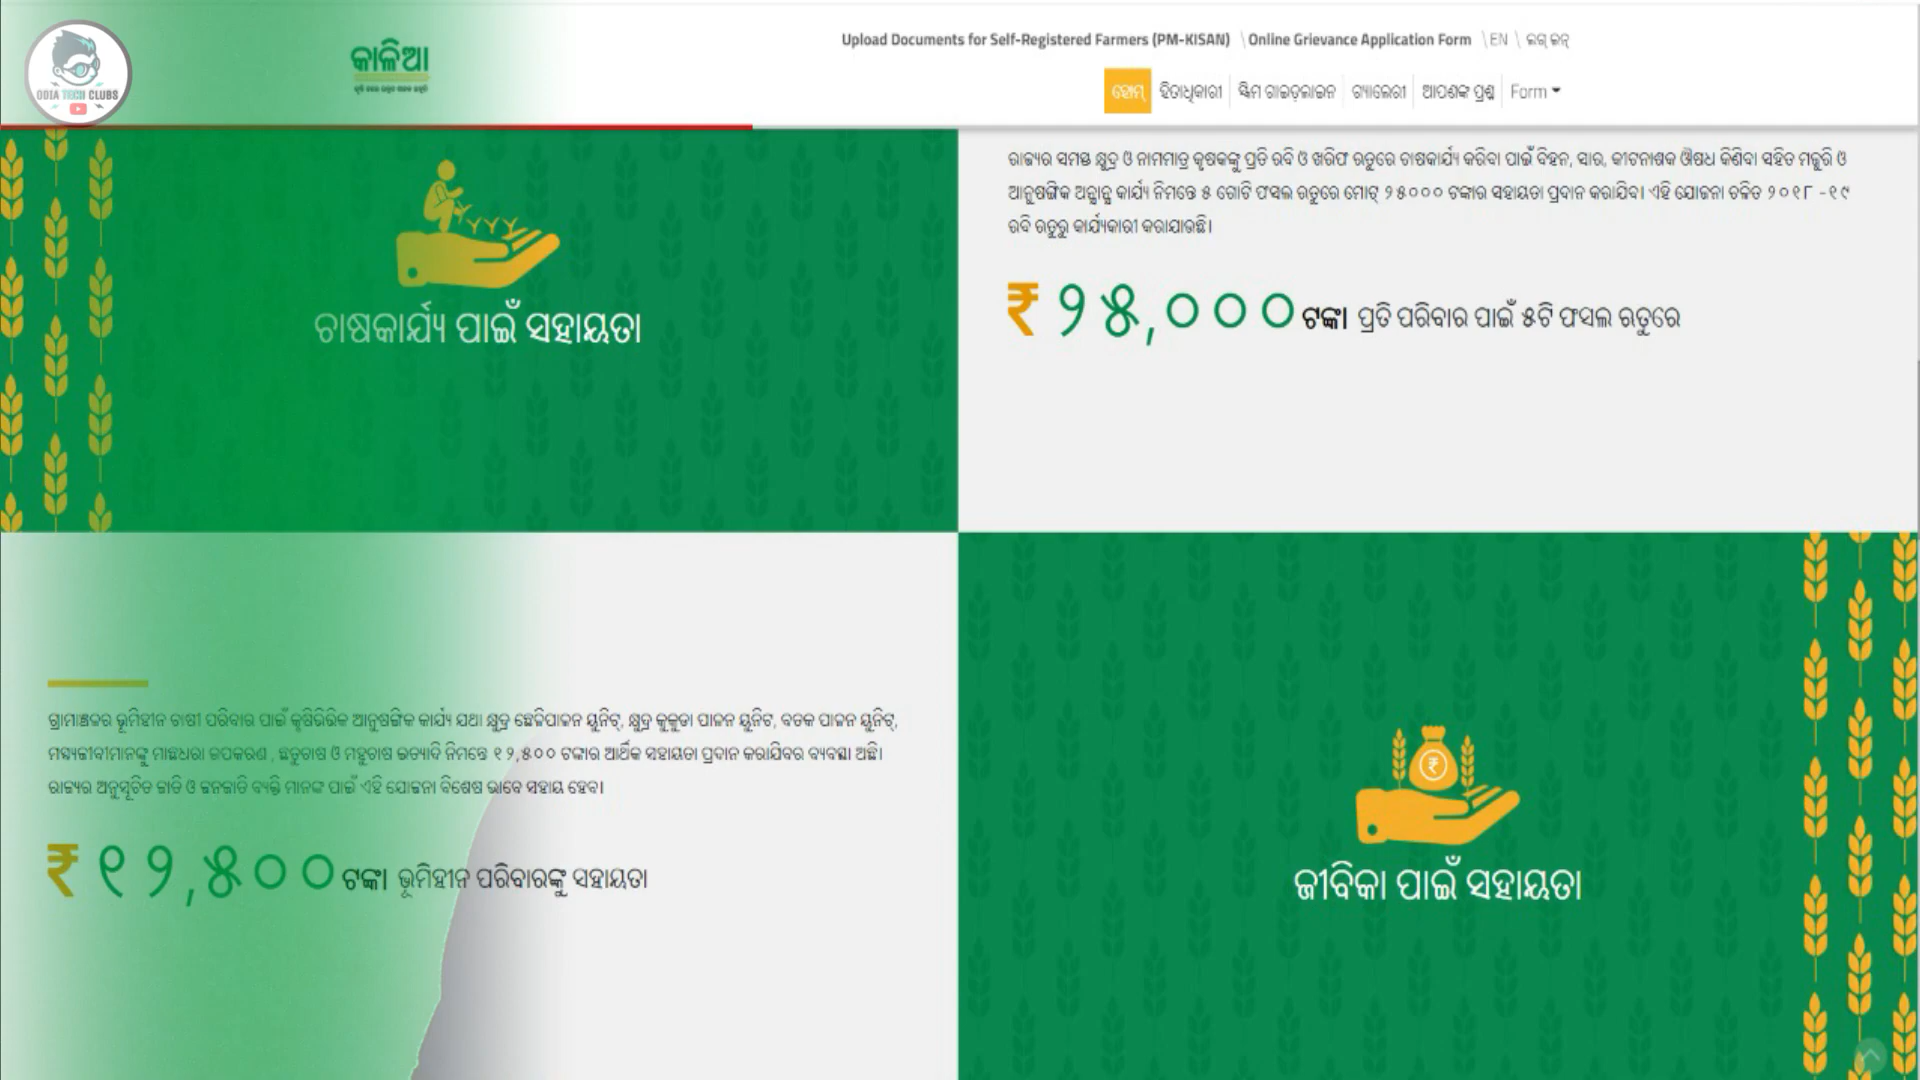 ODIA TECH CLUBS
କାଳିଆ
Upload Documents for Self-Registered Farmers (PM-KISAN) \ Online Grievance Application Form \ EN \ ଲଗ୍ ଇନ୍
ହୋମ୍ ହିତାଧିକାରୀ ସ୍କିମ ଗାଇଡ଼ଲାଇନ ଗ୍ୟାଲେରୀ ଆପଣଙ୍କ ପ୍ରଶ୍ନ Form
ରାଜ୍ୟର ସମସ୍ତ କ୍ଷୁଦ୍ର ଓ ନାମମାତ୍ର କୃଷକଙ୍କୁ ପ୍ରତି ରବି ଓ ଖରିଫ ଋତୁରେ ଚାଷକାର୍ଯ୍ୟ କରିବା ପାଇଁ ବିହନ, ସାର, କୀଟନାଶକ ଔଷଧ କିଣିବା ସହିତ ମଜୁରି ଓ
ଆନୁଷଙ୍ଗିକ ଅନ୍ୟାନ୍ୟ କାର୍ଯ୍ୟ ନିମନ୍ତେ ୫ ଗୋଟି ଫସଲ ଋତୁରେ ମୋଟ୍ ୨୫୦୦୦ ଟଙ୍କାର ସହାୟତା ପ୍ରଦାନ କରାଯିବ। ଏହି ଯୋଜନା ଚଳିତ ୨୦୧୮ -୧୯
ରବି ଋତୁରୁ କାର୍ଯ୍ୟକାରୀ କରାଯାଉଛି।
₹ ୨୫,୦୦୦ ଟଙ୍କା ପ୍ରତି ପରିବାର ପାଇଁ ୫ଟି ଫସଲ ଋତୁରେ
ଚାଷକାର୍ଯ୍ୟ ପାଇଁ ସହାୟତା
ଗ୍ରାମାଞ୍ଚଳର ଭୂମିହୀନ ଚାଷୀ ପରିବାର ପାଇଁ କୃଷିଭିତ୍ତିକ ଆନୁଷଙ୍ଗିକ କାର୍ଯ୍ୟ ଯଥା କ୍ଷୁଦ୍ର ଛେଳିପାଳନ ୟୁନିଟ୍, କ୍ଷୁଦ୍ର କୁକୁଡା ପାଳନ ୟୁନିଟ, ବତକ ପାଳନ ୟୁନିଟ୍,
ମତ୍ସ୍ୟଜୀବୀମାନଙ୍କୁ ମାଛଧରା ଉପକରଣ , ଛତୁଚାଷ ଓ ମହୁଚାଷ ଇତ୍ୟାଦି ନିମନ୍ତେ ୧୨,୫୦୦ ଟଙ୍କାର ଆର୍ଥିକ ସହାୟତା ପ୍ରଦାନ କରାଯିବର ବ୍ୟବସ୍ଥା ଅଛି।
ରାଜ୍ୟର ଅନୁସୂଚିତ ଜାତି ଓ ଜନଜାତି ବ୍ୟକ୍ତି ମାନଙ୍କ ପାଇଁ ଏହି ଯୋଜନା ବିଶେଷ ଭାବେ ସହାୟ ହେବ।
₹ ୧୨,୫୦୦ ଟଙ୍କା ଭୂମିହୀନ ପରିବାରଙ୍କୁ ସହାୟତା
ଜୀବିକା ପାଇଁ ସହାୟତା